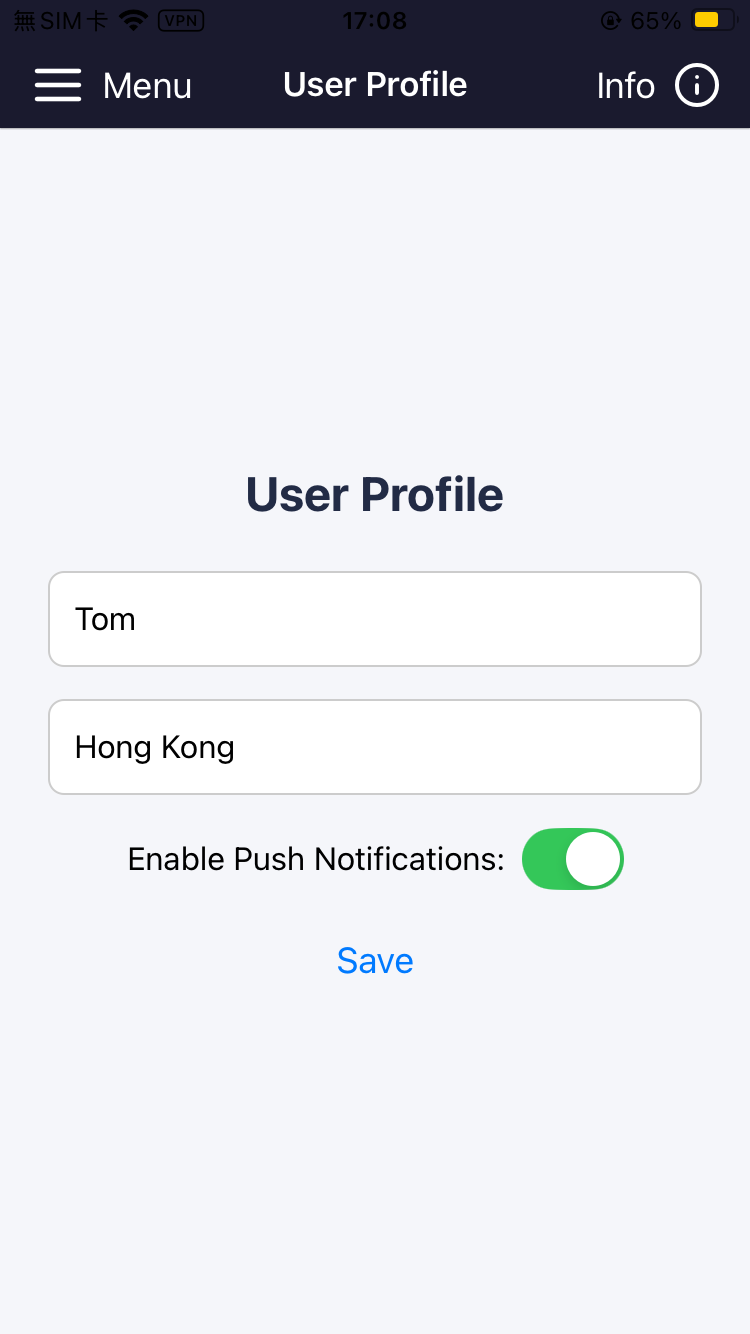 無SIM卡 VPN 17:08 65%
Menu User Profile Info
User Profile
Tom
Hong Kong
Enable Push Notifications:
Save